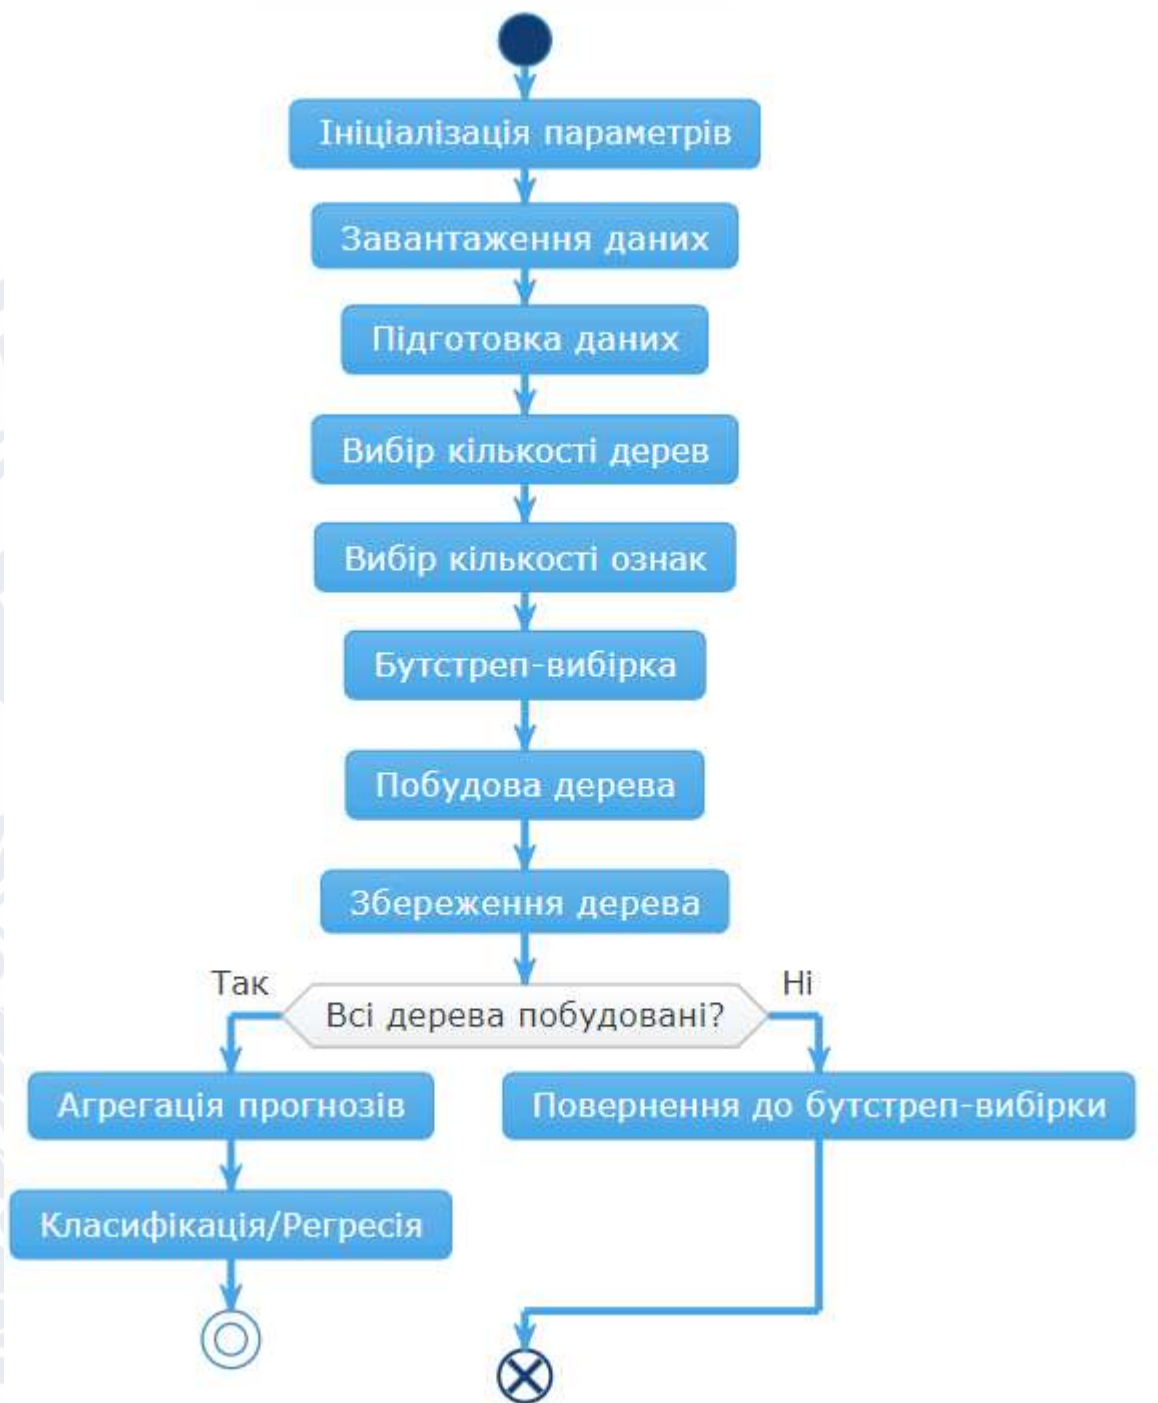 Ініціалізація параметрів
Завантаження даних
Підготовка даних
Вибір кількості дерев
Вибір кількості ознак
Бутстреп-вибірка
Побудова дерева
Збереження дерева
Так
Ні
Всі дерева побудовані?
Агрегація прогнозів
Повернення до бутстреп-вибірки
Класифікація/Регресія